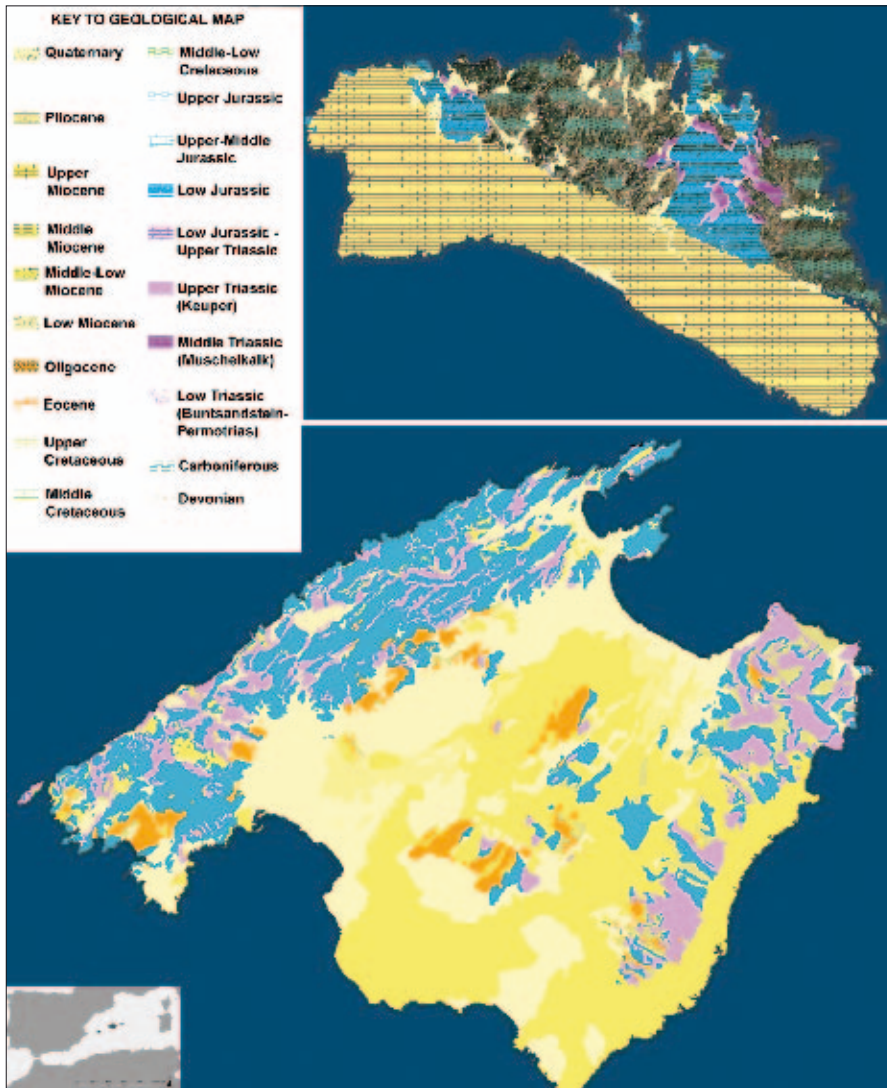 KEY TO GEOLOGICAL MAP
Quaternary
Pliocene
Upper
Miocene
Middle
Miocene
Middle-Low
Miocene
Low Miocene
Oligocene
Eocene
Upper
Cretaceous
Middle
Cretaceous
Middle-Low
Cretaceous
Upper Jurassic
Upper-Middle
Jurassic
Low Jurassic
Low Jurassic -
Upper Triassic
Upper Triassic
(Keuper)
Middle Triassic
(Muschelkalk)
Low Triassic
(Buntsandstein-
Permotrias)
Carboniferous
Devonian